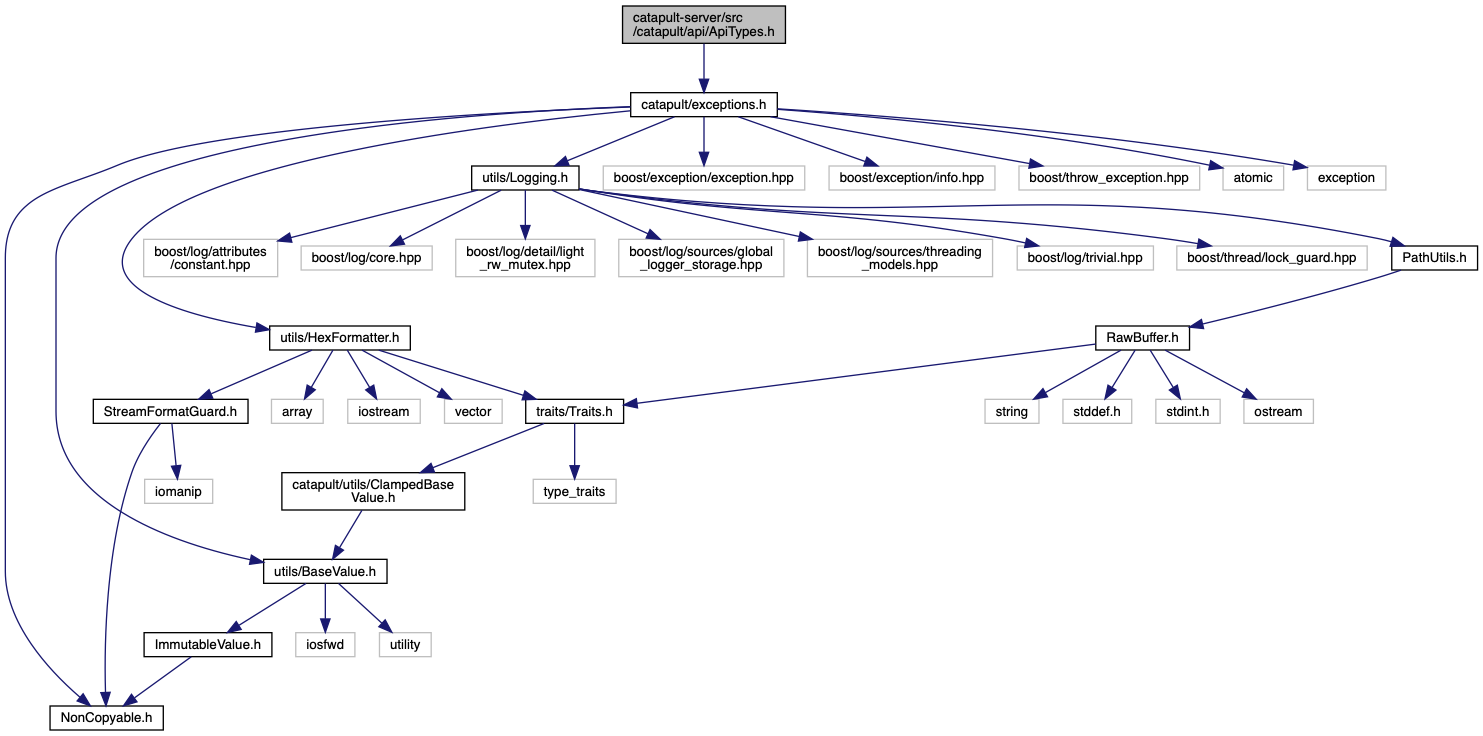 catapult-server/src
/catapult/api/ApiTypes.h
catapult/exceptions.h
utils/Logging.h
boost/exception/exception.hpp
boost/exception/info.hpp
boost/throw_exception.hpp
atomic
exception
boost/log/attributes
/constant.hpp
boost/log/core.hpp
boost/log/detail/light
_rw_mutex.hpp
boost/log/sources/global
_logger_storage.hpp
boost/log/sources/threading
_models.hpp
boost/log/trivial.hpp
boost/thread/lock_guard.hpp
PathUtils.h
utils/HexFormatter.h
RawBuffer.h
StreamFormatGuard.h
array
iostream
vector
traits/Traits.h
string
stddef.h
stdint.h
ostream
iomanip
catapult/utils/ClampedBase
Value.h
type_traits
utils/BaseValue.h
ImmutableValue.h
iosfwd
utility
NonCopyable.h